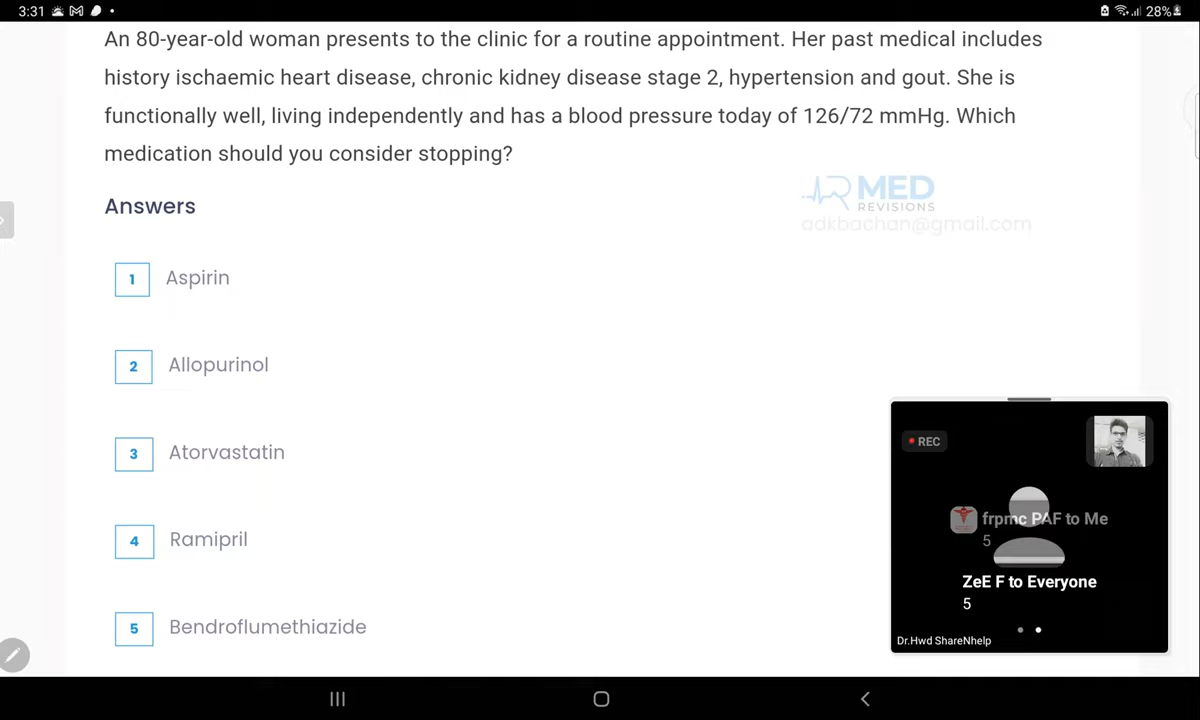 3:31
28%
An 80-year-old woman presents to the clinic for a routine appointment. Her past medical includes
history ischaemic heart disease, chronic kidney disease stage 2, hypertension and gout. She is
functionally well, living independently and has a blood pressure today of 126/72 mmHg. Which
medication should you consider stopping?
MED
REVISIONS
adkbachan@gmail.com
Answers
1 Aspirin
2 Allopurinol
3 Atorvastatin
4 Ramipril
5 Bendroflumethiazide
REC
frpmc PAF to Me
5
ZeE F to Everyone
5
Dr.Hwd ShareNhelp